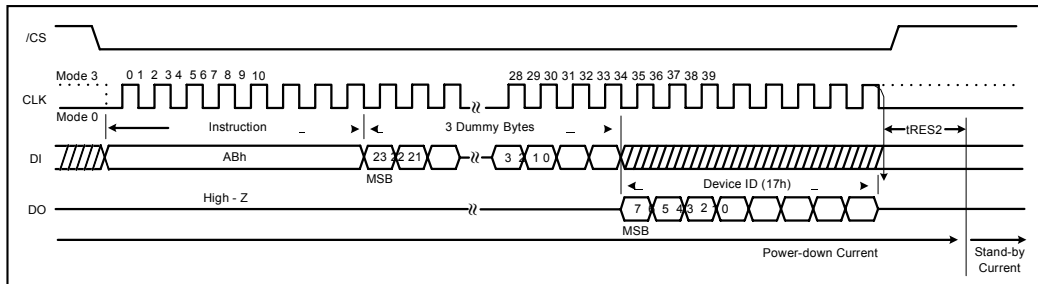 /CS
Mode 3
0 1 2 3 4 5 6 7 8 9 10
28 29 30 31 32 33 34 35 36 37 38 39
CLK
Mode 0
Instruction
3 Dummy Bytes
tRES2
DI
ABh
23 22 21
3 2 1 0
MSB
Device ID (17h)
High - Z
DO
7 6 5 4 3 2 1 0
MSB
Power-down Current
Stand-by
Current